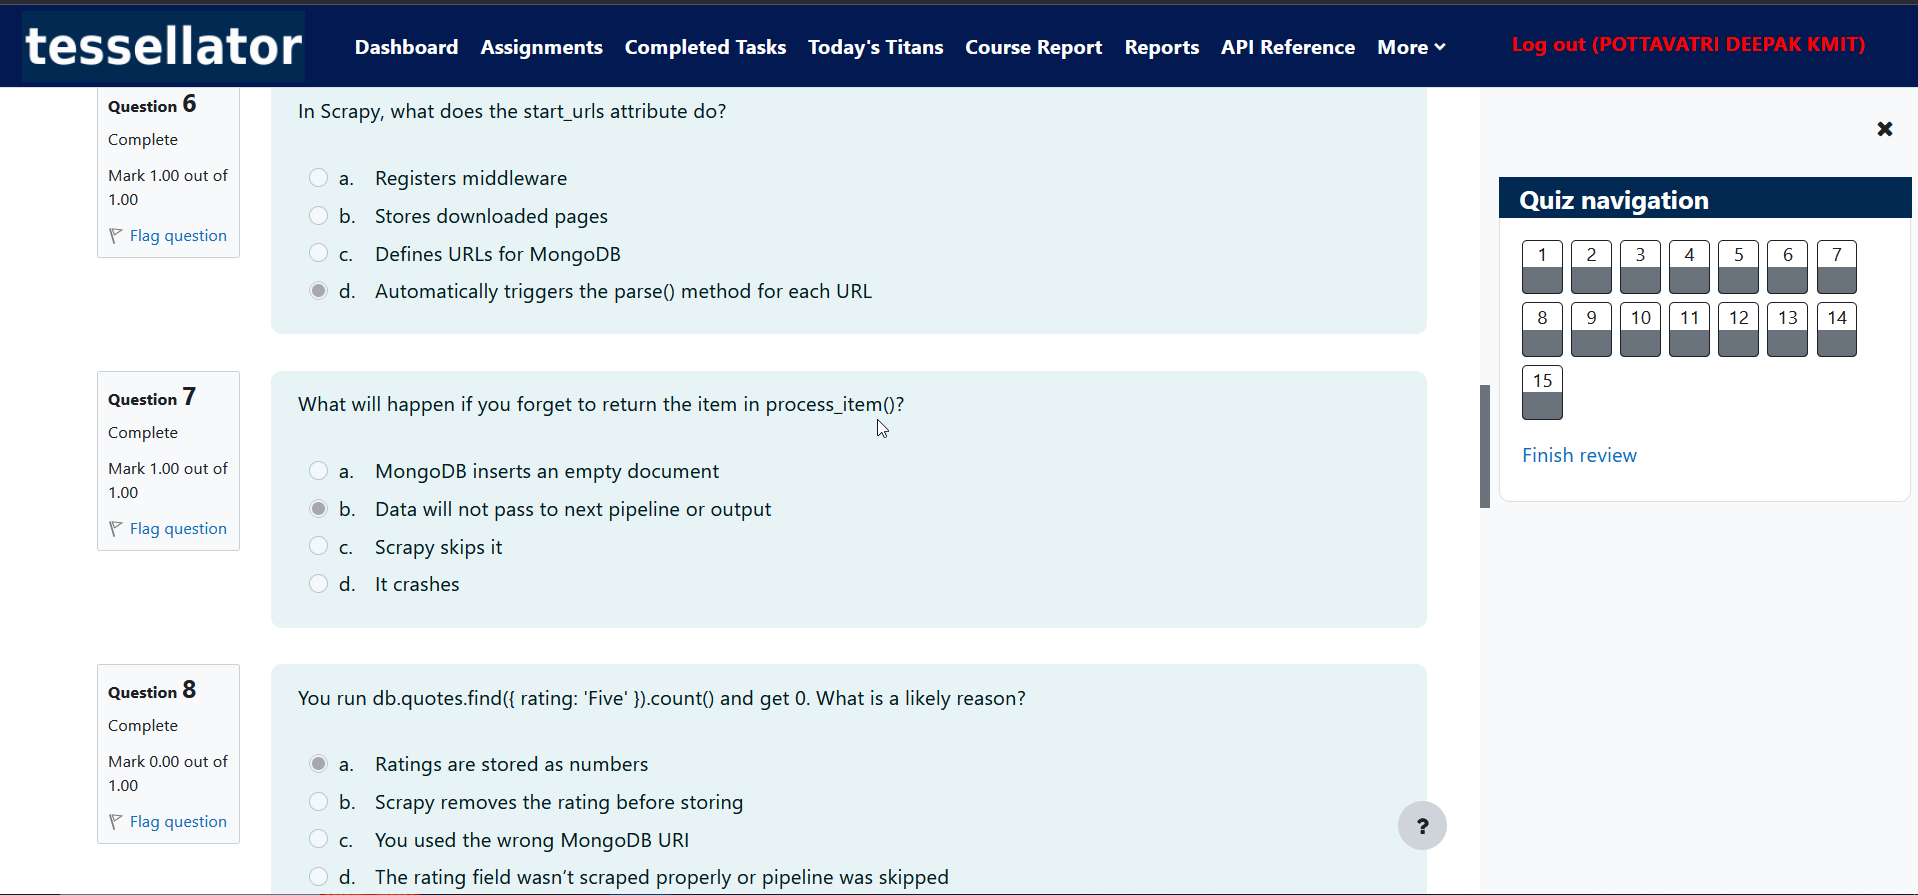 tessellator
Dashboard Assignments Completed Tasks Today's Titans Course Report Reports API Reference More
Log out (POTTAVATRI DEEPAK KMIT)
Question 6
Complete
Mark 1.00 out of
1.00
Flag question
In Scrapy, what does the start_urls attribute do?
a. Registers middleware
b. Stores downloaded pages
c. Defines URLs for MongoDB
d. Automatically triggers the parse() method for each URL
Question 7
Complete
Mark 1.00 out of
1.00
Flag question
What will happen if you forget to return the item in process_item()?
a. MongoDB inserts an empty document
b. Data will not pass to next pipeline or output
c. Scrapy skips it
d. It crashes
Question 8
Complete
Mark 0.00 out of
1.00
Flag question
You run db.quotes.find({ rating: 'Five' }).count() and get 0. What is a likely reason?
a. Ratings are stored as numbers
b. Scrapy removes the rating before storing
c. You used the wrong MongoDB URI
d. The rating field wasn’t scraped properly or pipeline was skipped
?
Quiz navigation
1 2 3 4 5 6 7
8 9 10 11 12 13 14
15
Finish review